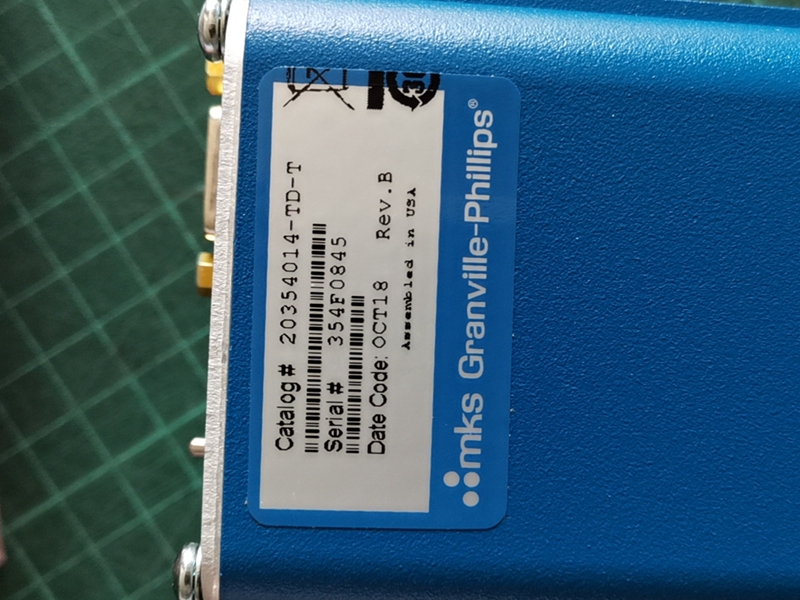 Catalog# 20354014-TD-T
Serial # 354F0845
Date Code: OCT18 Rev.B
Assembled in USA
mks Granville-Phillips®